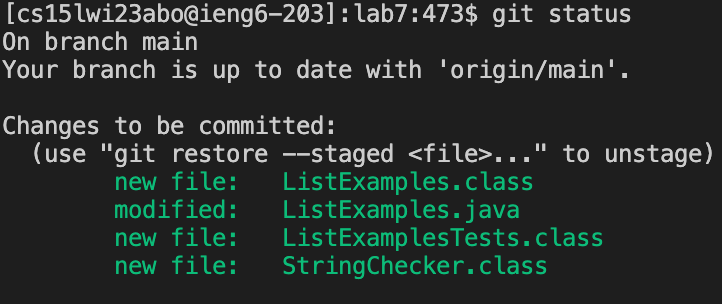 [cs15lwi23abo@ieng6-203]:lab7:473$ git status
On branch main
Your branch is up to date with 'origin/main'.

Changes to be committed:
  (use "git restore --staged <file>..." to unstage)
        new file:   ListExamples.class
        modified:   ListExamples.java
        new file:   ListExamplesTests.class
        new file:   StringChecker.class